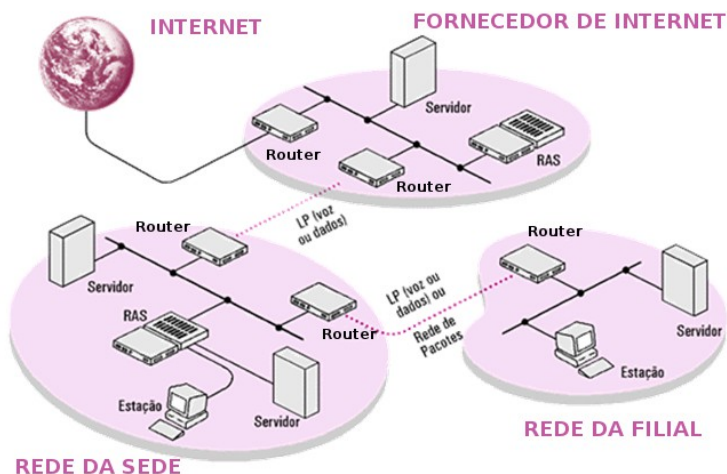 INTERNET
FORNECEDOR DE INTERNET
Servidor
Router
RAS
Router
LP (voz
ou dados)
Router
Servidor
RAS
Router
Estação
Servidor
REDE DA SEDE
LP (voz ou
dados) ou
Rede de
Pacotes
Router
Servidor
Estação
REDE DA FILIAL